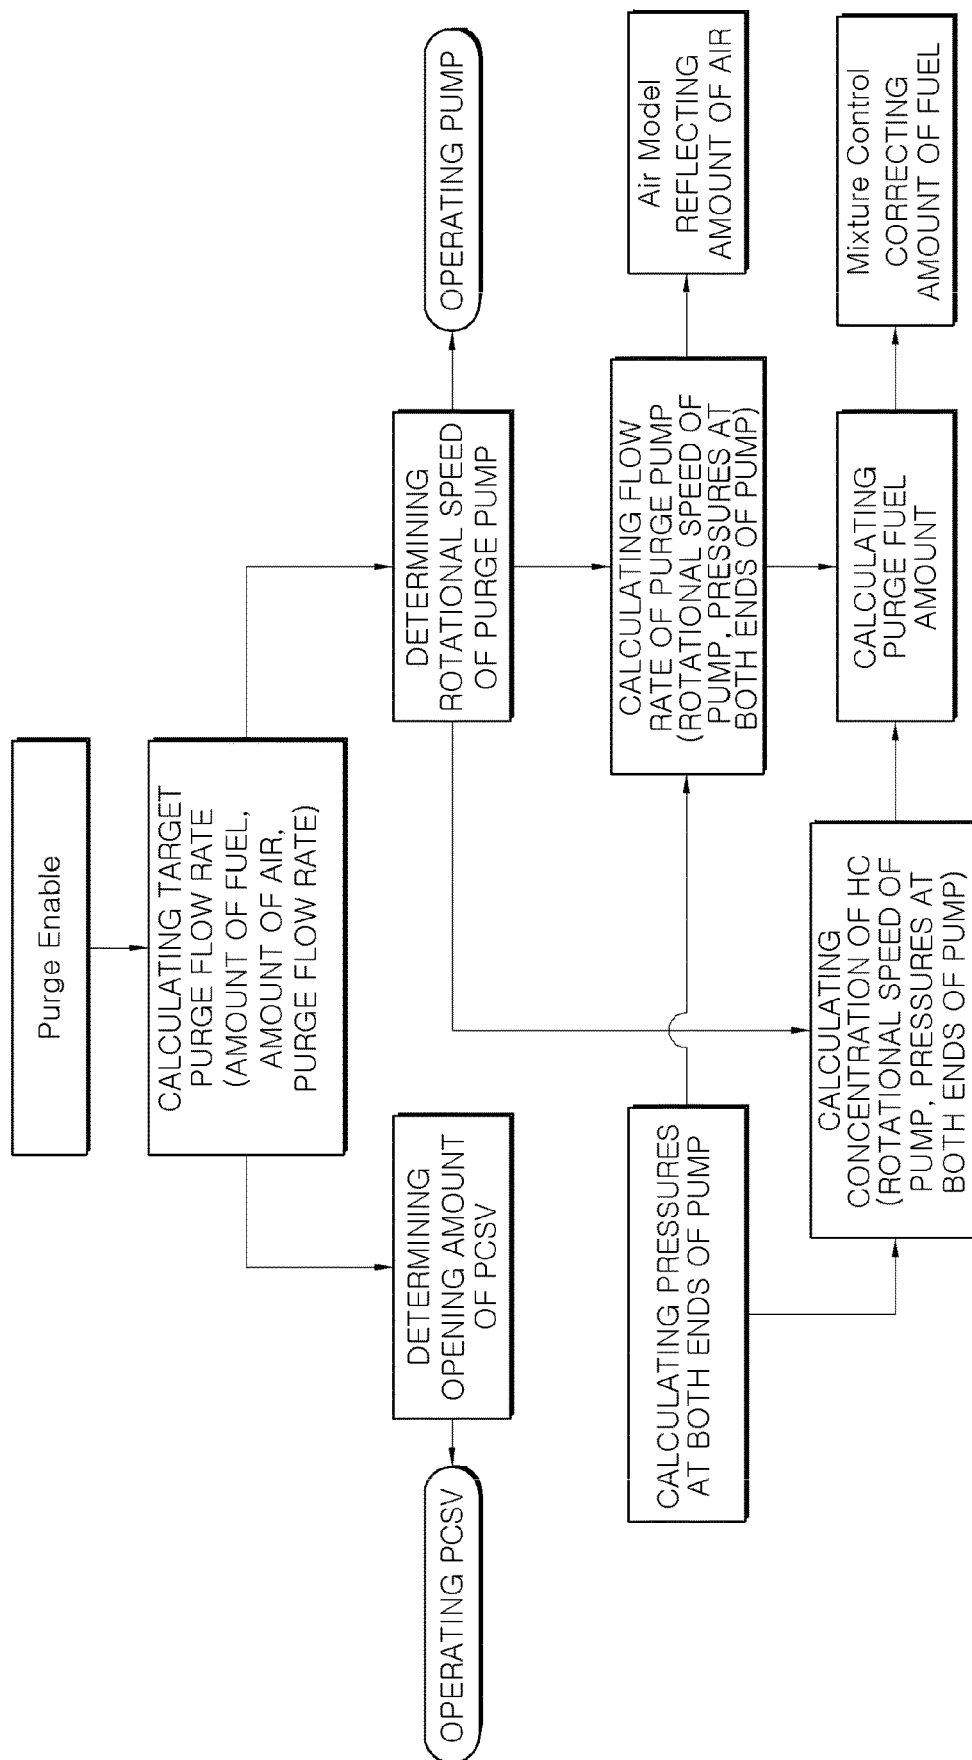 Purge Enable
CALCULATING TARGET
PURGE FLOW RATE
(AMOUNT OF FUEL,
AMOUNT OF AIR,
PURGE FLOW RATE)
OPERATING PCSV
DETERMINING
OPENING AMOUNT
OF PCSV
DETERMINING
ROTATIONAL SPEED
OF PURGE PUMP
OPERATING PUMP
CALCULATING PRESSURES
AT BOTH ENDS OF PUMP
CALCULATING FLOW
RATE OF PURGE PUMP
(ROTATIONAL SPEED OF
PUMP, PRESSURES AT
BOTH ENDS OF PUMP)
Air Model
REFLECTING
AMOUNT OF AIR
CALCULATING
CONCENTRATION OF HC
(ROTATIONAL SPEED OF
PUMP, PRESSURES AT
BOTH ENDS OF PUMP)
CALCULATING
PURGE FUEL
AMOUNT
Mixture Control
CORRECTING
AMOUNT OF FUEL